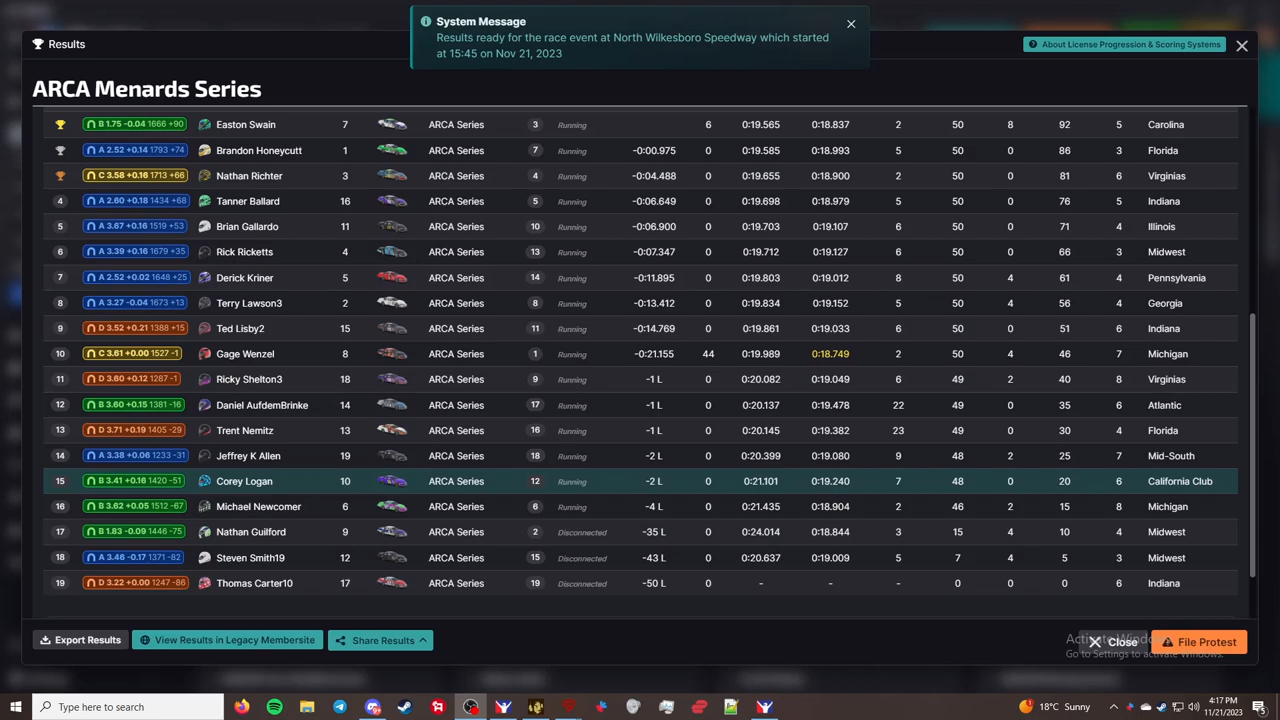 System Message
Results ready for the race event at North Wilkesboro Speedway which started
at 15:45 on Nov 21, 2023
Results
About License Progression & Scoring Systems
ARCA Menards Series
B 1.75 -0.04 1666 +90 Easton Swain 7 ARCA Series 3 Running 6 0:19.565 0:18.837 2 50 8 92 5 Carolina
A 2.52 +0.14 1793 +74 Brandon Honeycutt 1 ARCA Series 7 Running -0:00.975 0 0:19.585 0:18.993 5 50 0 86 3 Florida
C 3.58 +0.16 1713 +66 Nathan Richter 3 ARCA Series 4 Running -0:04.488 0 0:19.655 0:18.900 2 50 0 81 6 Virginias
4 A 2.60 +0.18 1434 +68 Tanner Ballard 16 ARCA Series 5 Running -0:06.649 0 0:19.698 0:18.979 5 50 0 76 5 Indiana
5 A 3.67 +0.16 1519 +53 Brian Gallardo 11 ARCA Series 10 Running -0:06.900 0 0:19.703 0:19.107 6 50 0 71 4 Illinois
6 A 3.39 +0.16 1679 +35 Rick Ricketts 4 ARCA Series 13 Running -0:07.347 0 0:19.712 0:19.127 6 50 0 66 3 Midwest
7 A 2.52 +0.02 1648 +25 Derick Kriner 5 ARCA Series 14 Running -0:11.895 0 0:19.803 0:19.012 8 50 4 61 4 Pennsylvania
8 A 3.27 -0.04 1673 +13 Terry Lawson3 2 ARCA Series 8 Running -0:13.412 0 0:19.834 0:19.152 5 50 4 56 4 Georgia
9 D 3.52 +0.21 1388 +15 Ted Lisby2 15 ARCA Series 11 Running -0:14.769 0 0:19.861 0:19.033 6 50 0 51 6 Indiana
10 C 3.61 +0.00 1527 -1 Gage Wenzel 8 ARCA Series 1 Running -0:21.155 44 0:19.989 0:18.749 2 50 4 46 7 Michigan
11 D 3.60 +0.12 1287 -1 Ricky Shelton3 18 ARCA Series 9 Running -1 L 0 0:20.082 0:19.049 6 49 2 40 8 Virginias
12 B 3.60 +0.15 1381 -16 Daniel AufdemBrinke 14 ARCA Series 17 Running -1 L 0 0:20.137 0:19.478 22 49 0 35 6 Atlantic
13 D 3.71 +0.19 1405 -29 Trent Nemitz 13 ARCA Series 16 Running -1 L 0 0:20.145 0:19.382 23 49 0 30 4 Florida
14 A 3.38 +0.06 1233 -31 Jeffrey K Allen 19 ARCA Series 18 Running -2 L 0 0:20.399 0:19.080 9 48 2 25 7 Mid-South
15 B 3.41 +0.16 1420 -51 Corey Logan 10 ARCA Series 12 Running -2 L 0 0:21.101 0:19.240 7 48 0 20 6 California Club
16 B 3.62 +0.05 1512 -67 Michael Newcomer 6 ARCA Series 6 Running -4 L 0 0:21.435 0:18.904 2 46 2 15 8 Michigan
17 B 1.83 -0.09 1446 -75 Nathan Guilford 9 ARCA Series 2 Disconnected -35 L 0 0:24.014 0:18.844 3 15 4 10 4 Midwest
18 A 3.46 -0.17 1371 -82 Steven Smith19 12 ARCA Series 15 Disconnected -43 L 0 0:20.637 0:19.009 5 7 4 5 3 Midwest
19 D 3.22 +0.00 1247 -86 Thomas Carter10 17 ARCA Series 19 Disconnected -50 L 0 - - - 0 0 0 6 Indiana
Export Results View Results in Legacy Membersite Share Results
Activate Windows
Close File Protest
Go to Settings to activate Windows.
Type here to search
18°C Sunny
4:17 PM
11/21/2023